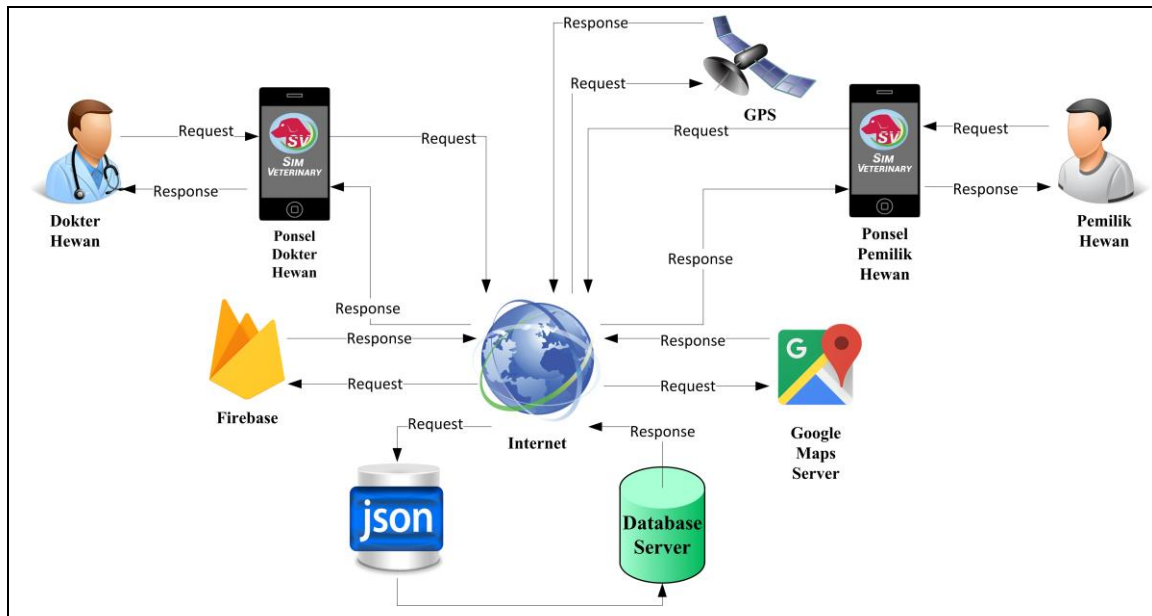 Response
Request
GPS
Request
Response
Dokter
Hewan
SV
SIM
VETERINARY
Ponsel
Dokter
Hewan
Request
Request
SV
SIM
VETERINARY
Ponsel
Pemilik
Hewan
Request
Response
Pemilik
Hewan
Response
Response
Response
Request
Firebase
Internet
Response
Request
G
Google
Maps
Server
Request
Response
json
Database
Server